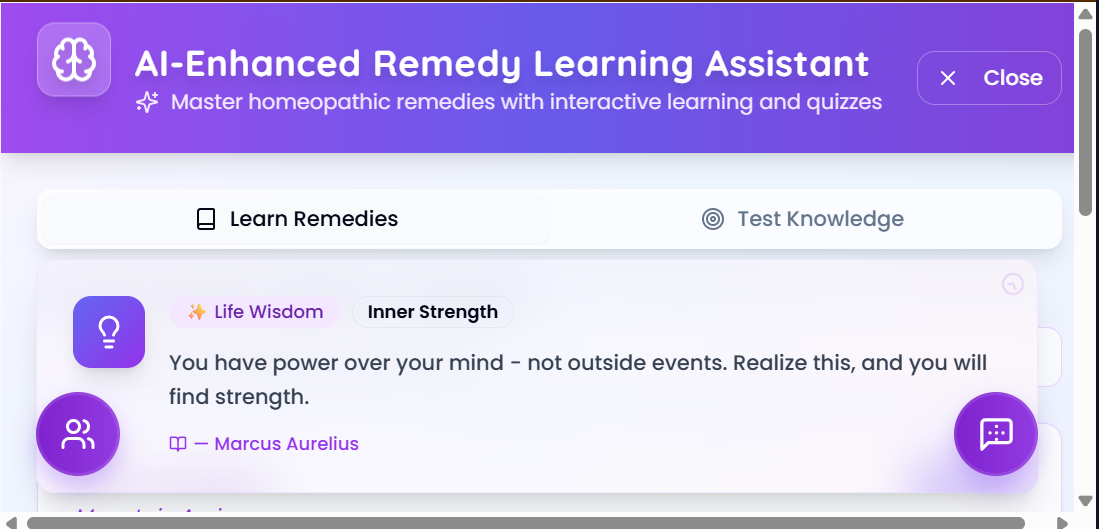 AI-Enhanced Remedy Learning Assistant
Master homeopathic remedies with interactive learning and quizzes
Close
Learn Remedies
Test Knowledge
✨ Life Wisdom
Inner Strength
You have power over your mind - not outside events. Realize this, and you will
find strength.
— Marcus Aurelius